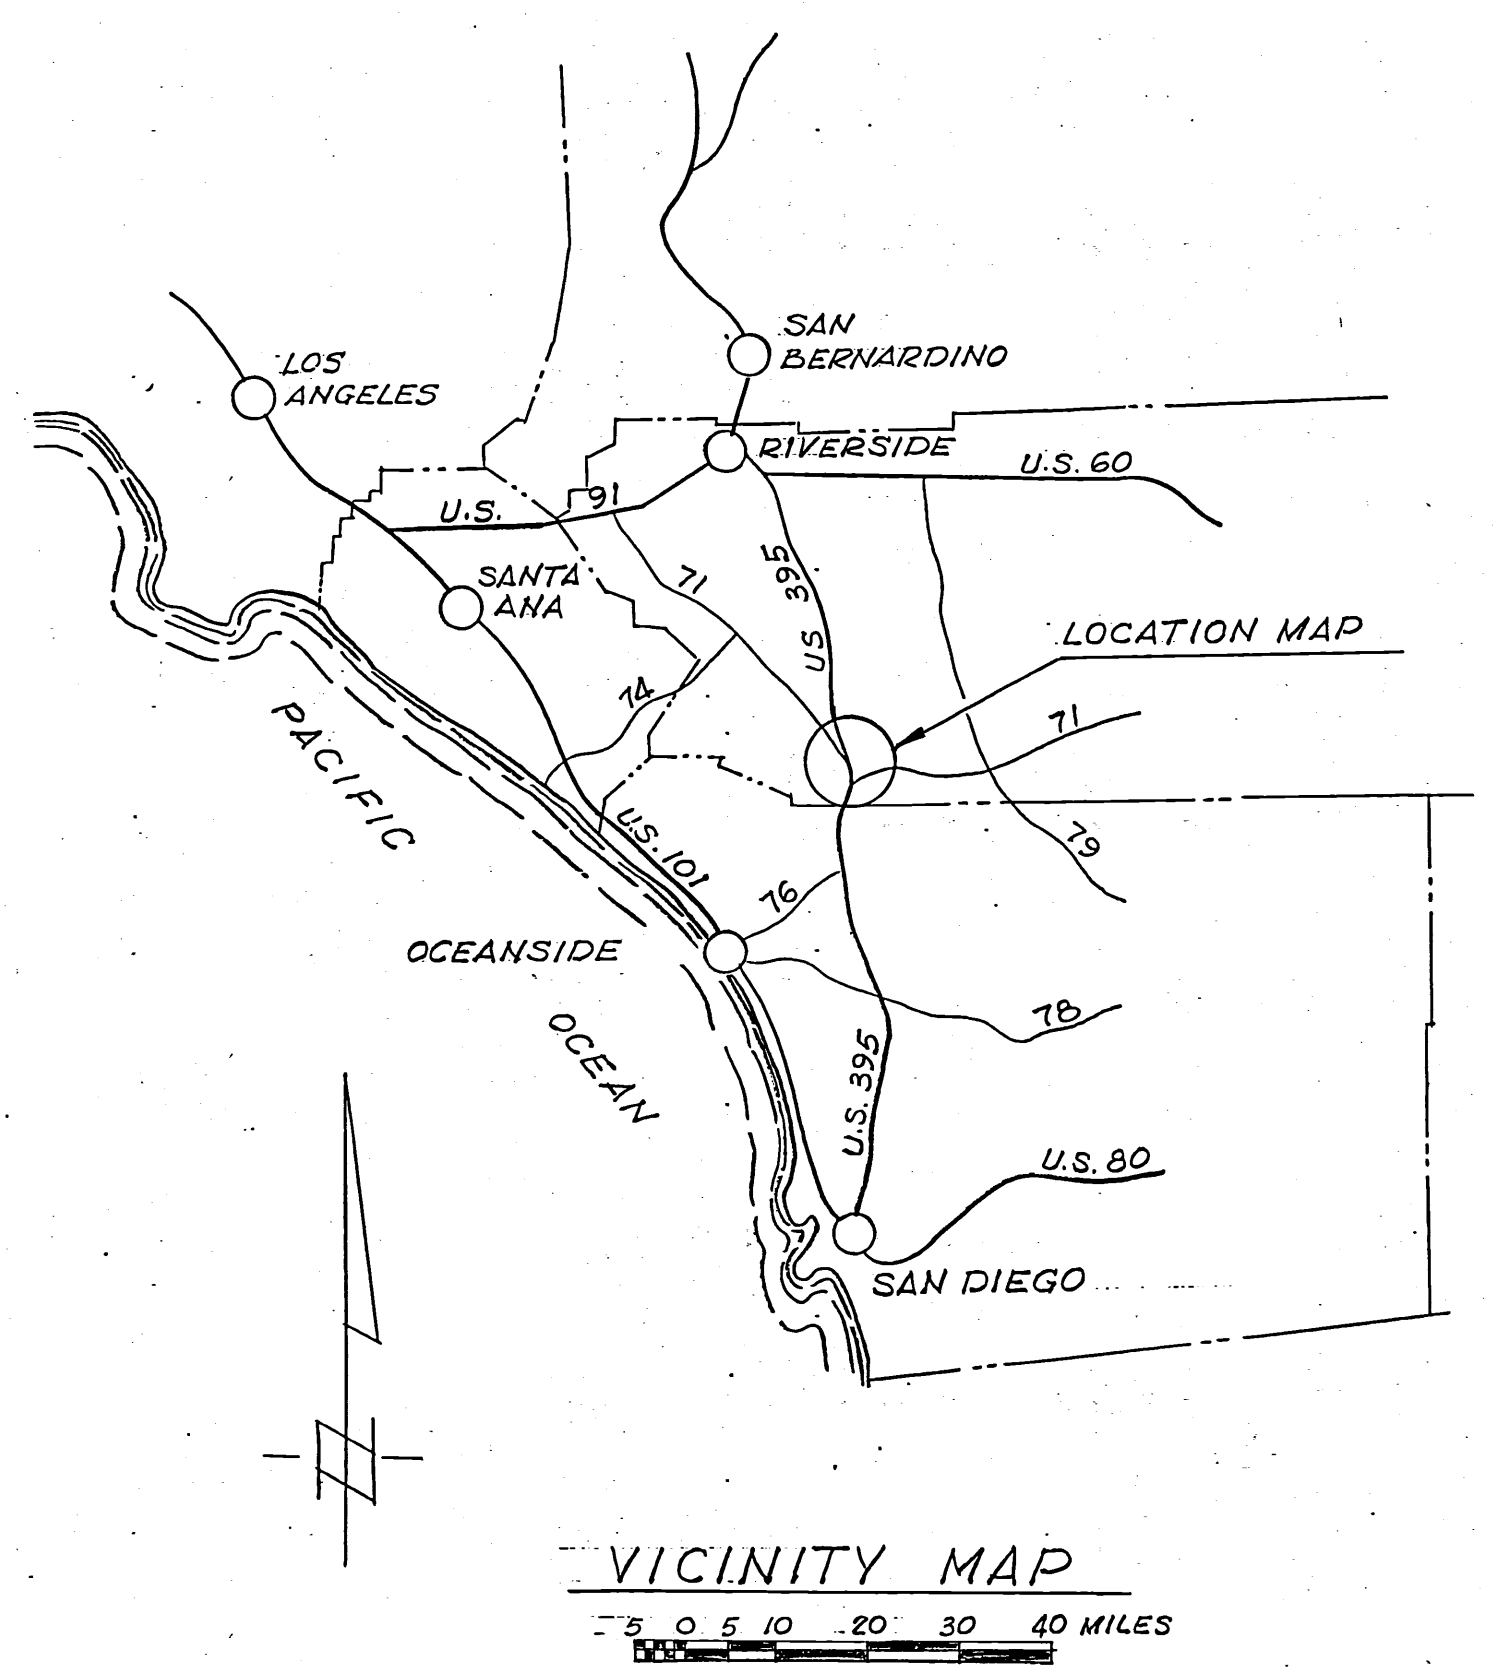 SAN
BERNARDINO
LOS
ANGELES
RIVERSIDE
U.S. 60
U.S. 91
SANTA
ANA
71
US 395
LOCATION MAP
74
71
PACIFIC
U.S. 101
79
76
OCEANSIDE
78
OCEAN
U.S. 395
U.S. 80
SAN DIEGO
N
VICINITY MAP
5 0 5 10 20 30 40 MILES